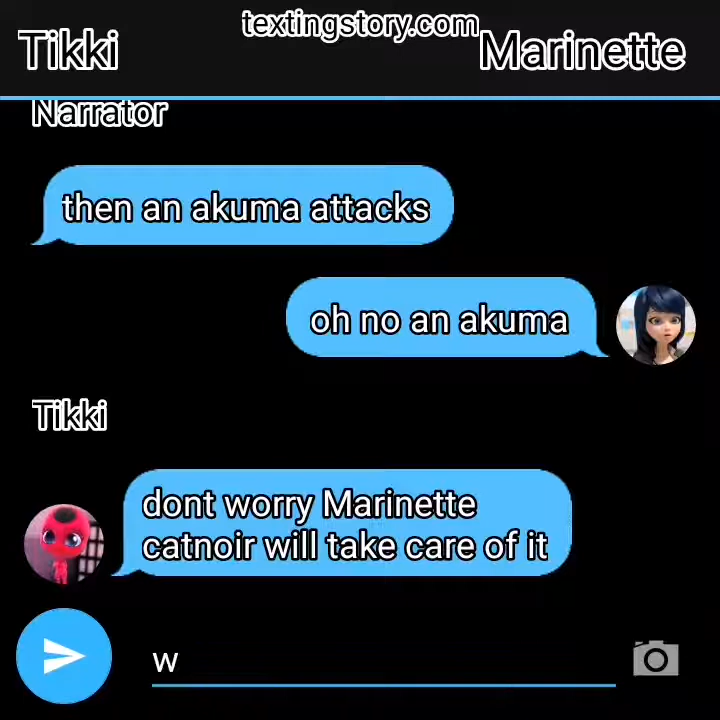 textingstory.com
Tikki
Marinette
Narrator
then an akuma attacks
oh no an akuma
Tikki
dont worry Marinette
catnoir will take care of it
w